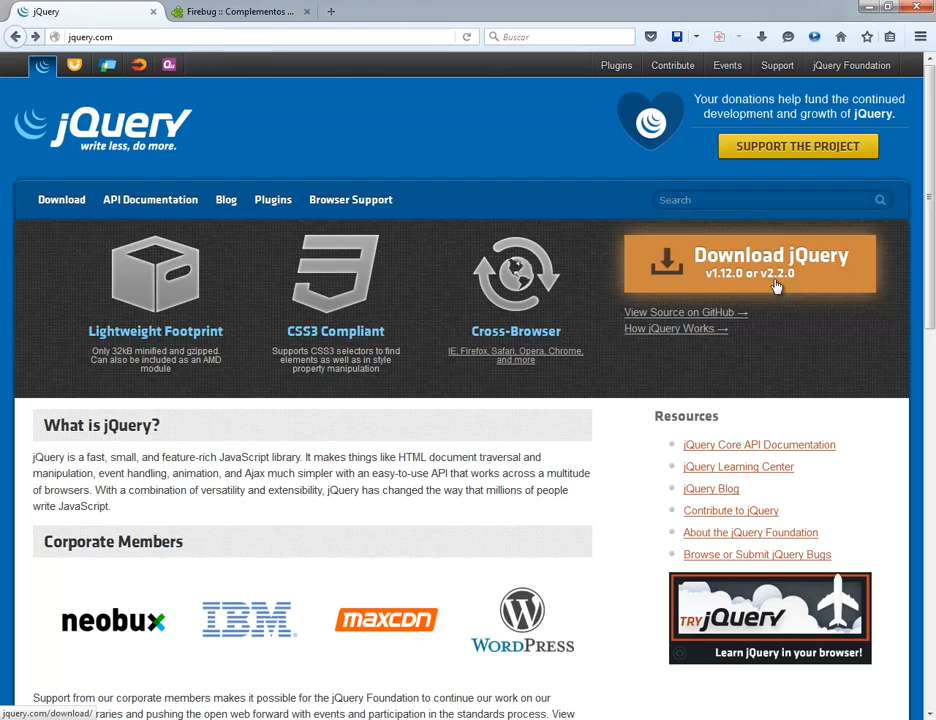 jQuery
Firebug :: Complementos ...
jquery.com
Buscar
Plugins
Contribute
Events
Support
jQuery Foundation
jQuery
write less, do more.
Your donations help fund the continued
development and growth of jQuery.
SUPPORT THE PROJECT
Download
API Documentation
Blog
Plugins
Browser Support
Search
Lightweight Footprint
Only 32kB minified and gzipped.
Can also be included as an AMD
module
CSS3 Compliant
Supports CSS3 selectors to find
elements as well as in style
property manipulation
Cross-Browser
IE, Firefox, Safari, Opera, Chrome,
and more
Download jQuery
v1.12.0 or v2.2.0
View Source on GitHub →
How jQuery Works →
What is jQuery?
jQuery is a fast, small, and feature-rich JavaScript library. It makes things like HTML document traversal and
manipulation, event handling, animation, and Ajax much simpler with an easy-to-use API that works across a multitude
of browsers. With a combination of versatility and extensibility, jQuery has changed the way that millions of people
write JavaScript.
Corporate Members
neobux
IBM
maxcdn
WORDPRESS
Support from our corporate members makes it possible for the jQuery Foundation to continue our work on our
raries and pushing the open web forward with events and participation in the standards process. View
Resources
jQuery Core API Documentation
jQuery Learning Center
jQuery Blog
Contribute to jQuery
About the jQuery Foundation
Browse or Submit jQuery Bugs
TRY jQuery
Learn jQuery in your browser!
jquery.com/download/